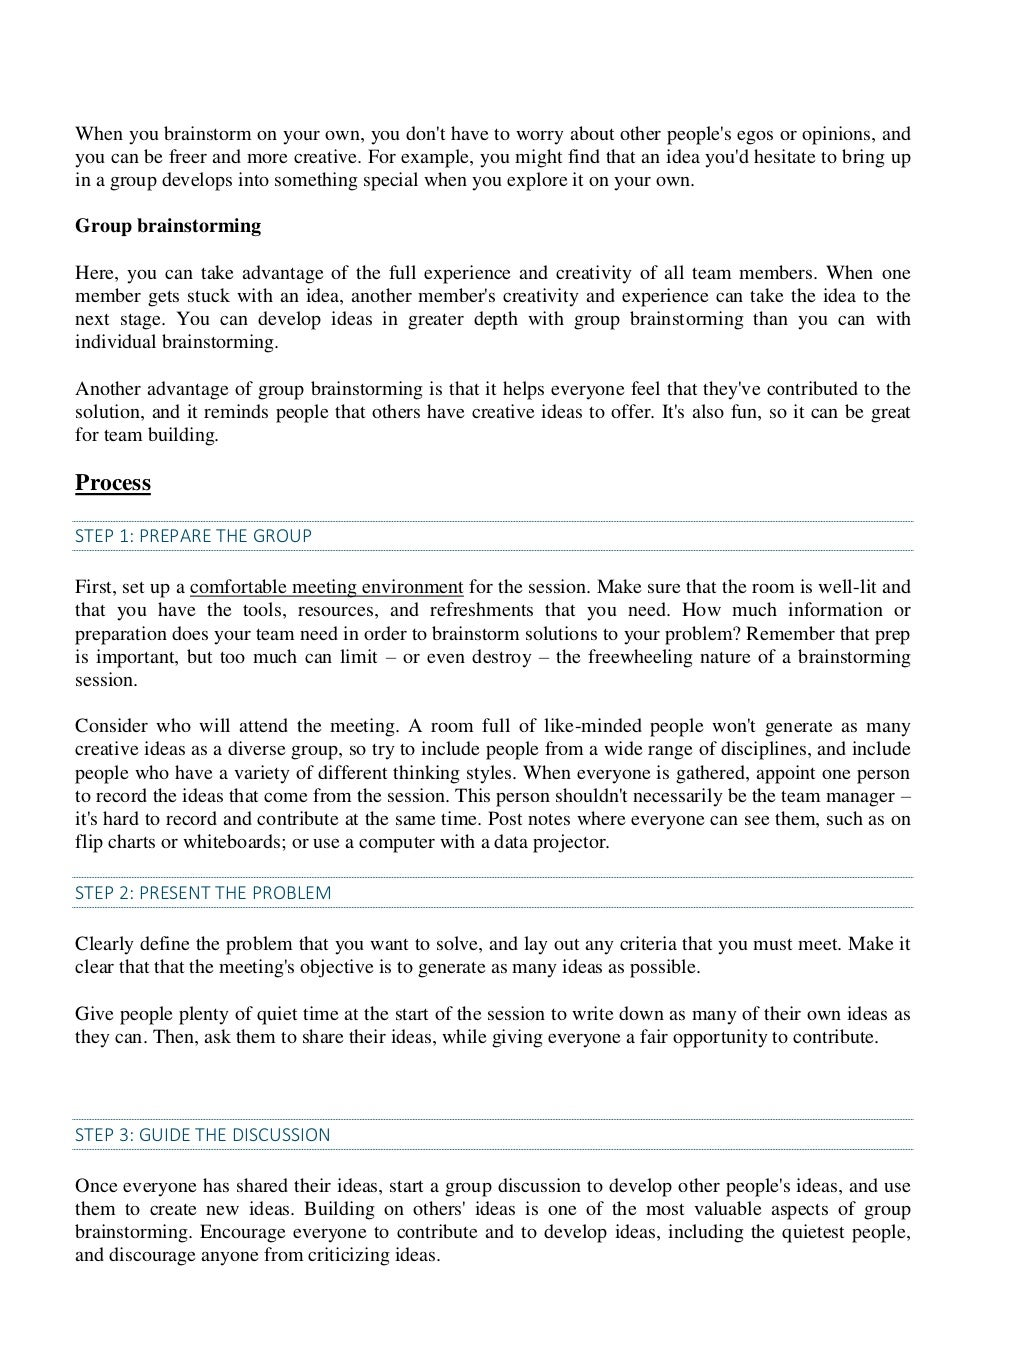 When you brainstorm on your own, you don't have to worry about other people's egos or opinions, and
you can be freer and more creative. For example, you might find that an idea you'd hesitate to bring up
in a group develops into something special when you explore it on your own.
Group brainstorming
Here, you can take advantage of the full experience and creativity of all team members. When one
member gets stuck with an idea, another member's creativity and experience can take the idea to the
next stage. You can develop ideas in greater depth with group brainstorming than you can with
individual brainstorming.
Another advantage of group brainstorming is that it helps everyone feel that they've contributed to the
solution, and it reminds people that others have creative ideas to offer. It's also fun, so it can be great
for team building.
Process
STEP 1: PREPARE THE GROUP
First, set up a comfortable meeting environment for the session. Make sure that the room is well-lit and
that you have the tools, resources, and refreshments that you need. How much information or
preparation does your team need in order to brainstorm solutions to your problem? Remember that prep
is important, but too much can limit – or even destroy – the freewheeling nature of a brainstorming
session.
Consider who will attend the meeting. A room full of like-minded people won't generate as many
creative ideas as a diverse group, so try to include people from a wide range of disciplines, and include
people who have a variety of different thinking styles. When everyone is gathered, appoint one person
to record the ideas that come from the session. This person shouldn't necessarily be the team manager –
it's hard to record and contribute at the same time. Post notes where everyone can see them, such as on
flip charts or whiteboards; or use a computer with a data projector.
STEP 2: PRESENT THE PROBLEM
Clearly define the problem that you want to solve, and lay out any criteria that you must meet. Make it
clear that that the meeting's objective is to generate as many ideas as possible.
Give people plenty of quiet time at the start of the session to write down as many of their own ideas as
they can. Then, ask them to share their ideas, while giving everyone a fair opportunity to contribute.
STEP 3: GUIDE THE DISCUSSION
Once everyone has shared their ideas, start a group discussion to develop other people's ideas, and use
them to create new ideas. Building on others' ideas is one of the most valuable aspects of group
brainstorming. Encourage everyone to contribute and to develop ideas, including the quietest people,
and discourage anyone from criticizing ideas.